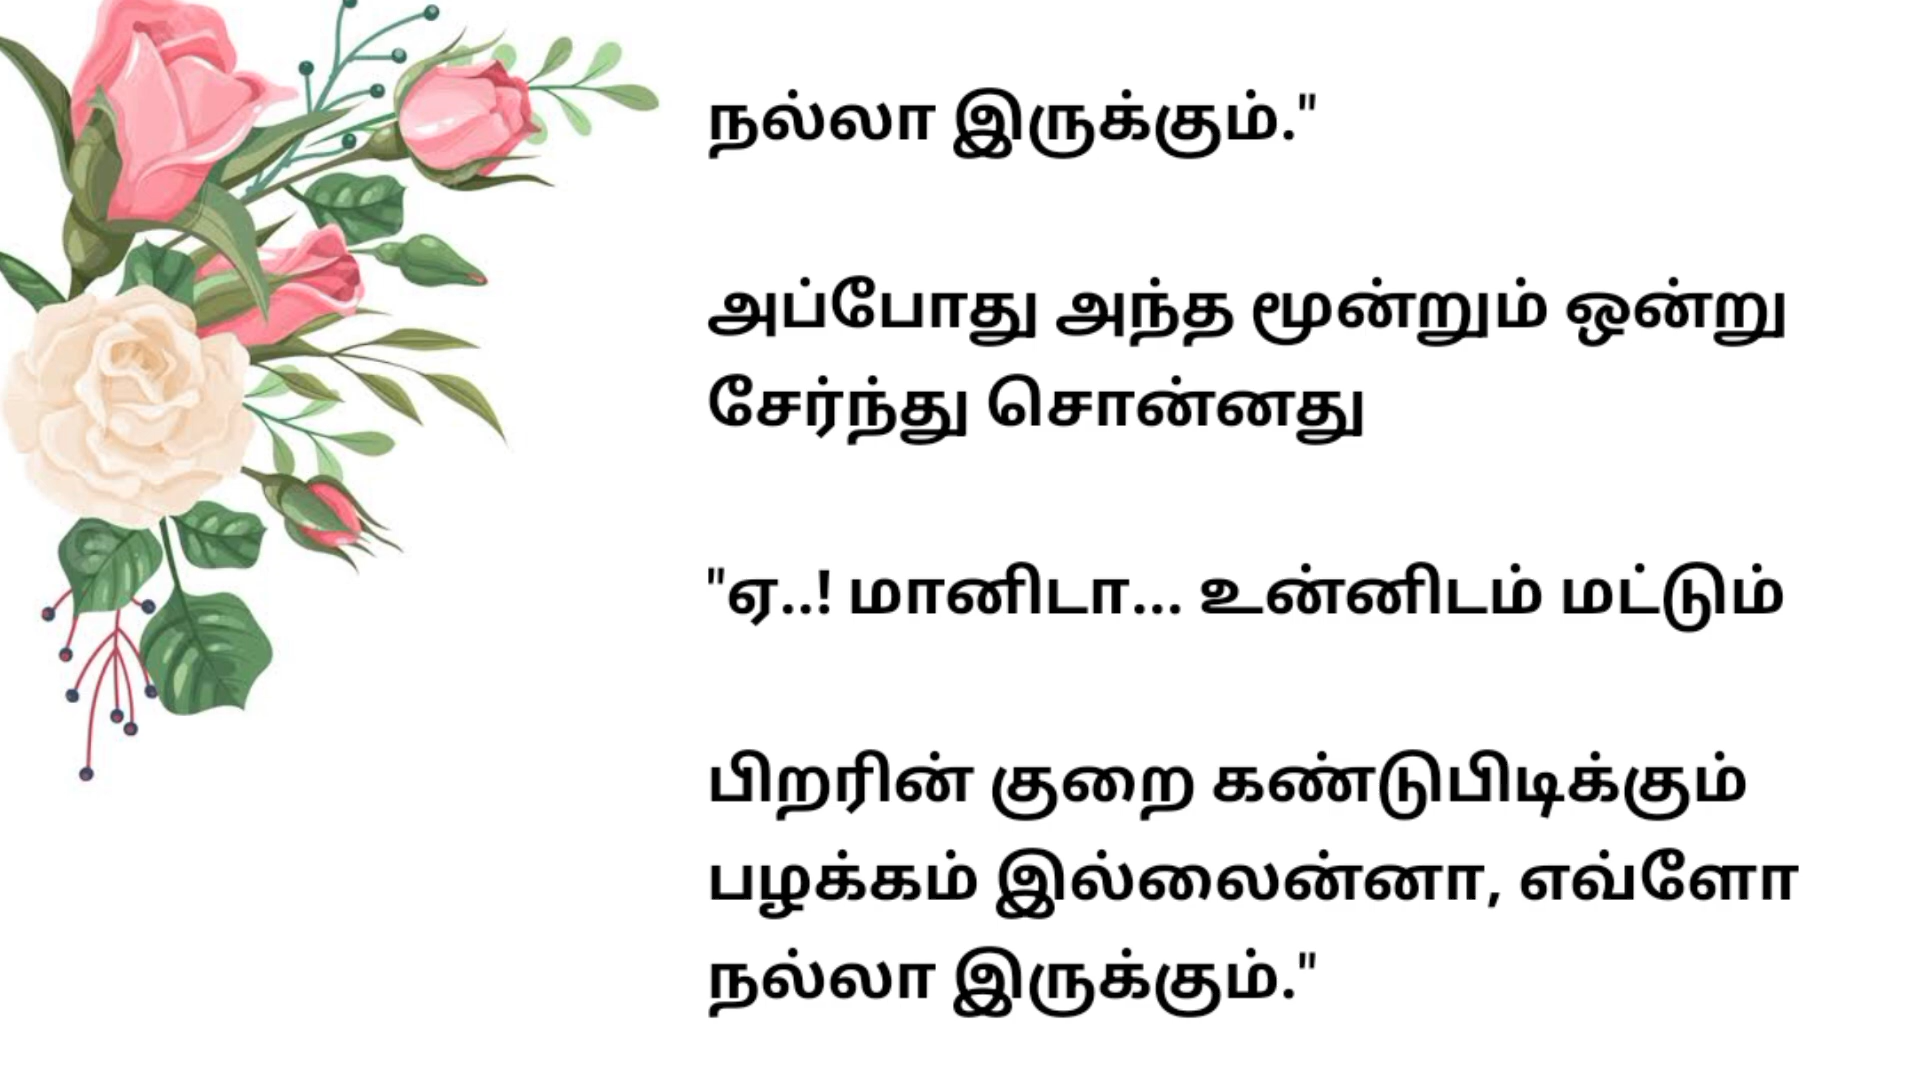 நல்லா இருக்கும்."
அப்போது அந்த மூன்றும் ஒன்று
சேர்ந்து சொன்னது
"ஏ..! மானிடா... உன்னிடம் மட்டும்
பிறரின் குறை கண்டுபிடிக்கும்
பழக்கம் இல்லைன்னா, எவ்ளோ
நல்லா இருக்கும்."